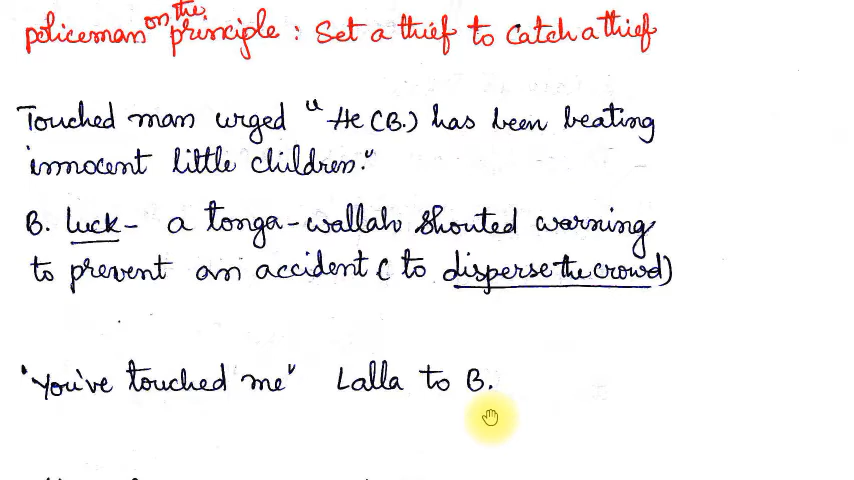 policeman on the principle : Set a thief to catch a thief
Touched man urged "He (B.) has been beating
innocent little children."
B. luck - a tonga-wallah shouted warning
to prevent an accident ( to disperse the crowd)
'You've touched me" Lalla to B.